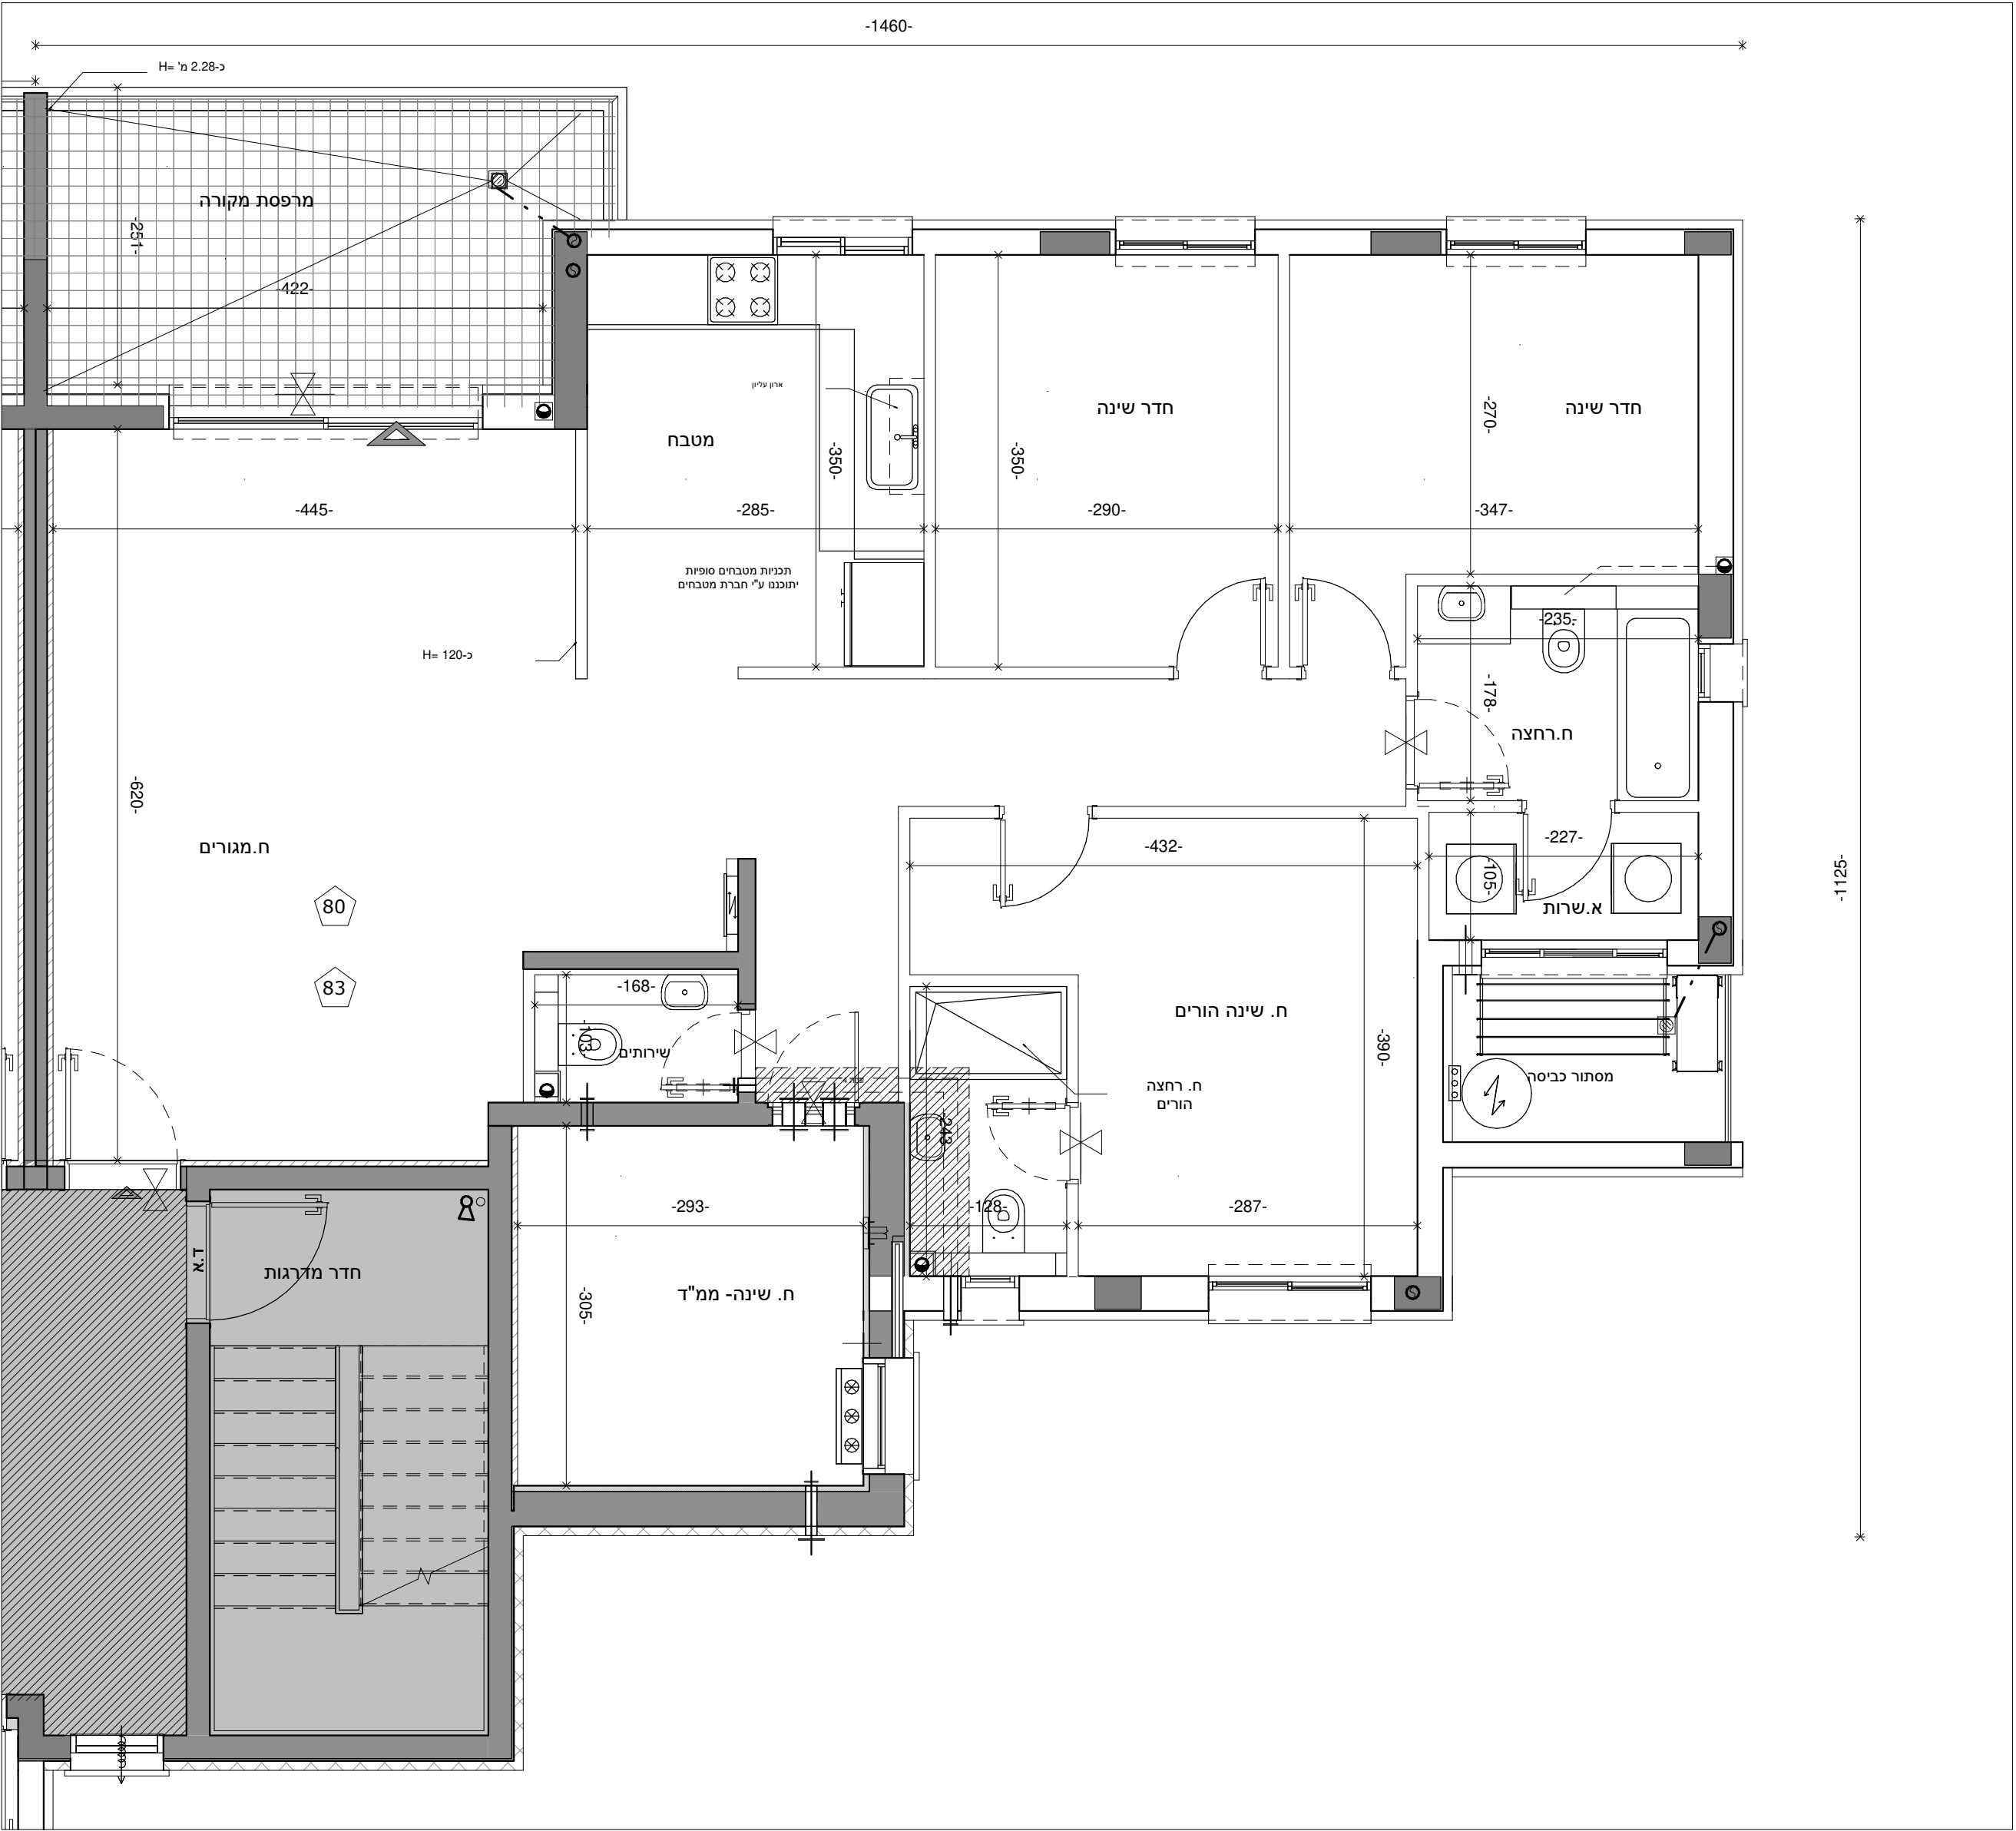 -1460-
H= 'מ 2.28-כ
מרפסת מקורה
-251-
-422-
ארון עליון
מטבח
חדר שינה
חדר שינה
-350-
-350-
-270-
-445-
-285-
-290-
-347-
תכניות מטבחים סופיות
יתוכננו ע"י חברת מטבחים
H= 120-כ
-235-
-178-
ח.רחצה
-620-
ח.מגורים
-432-
-227-
-105-
א.שרות
-1125-
80
83
-168-
-103-
שירותים
ח. שינה הורים
-390-
מסתור כביסה
ח. רחצה
הורים
-243-
-293-
-128-
-287-
ד.א
חדר מדרגות
ח. שינה- ממ"ד
-305-